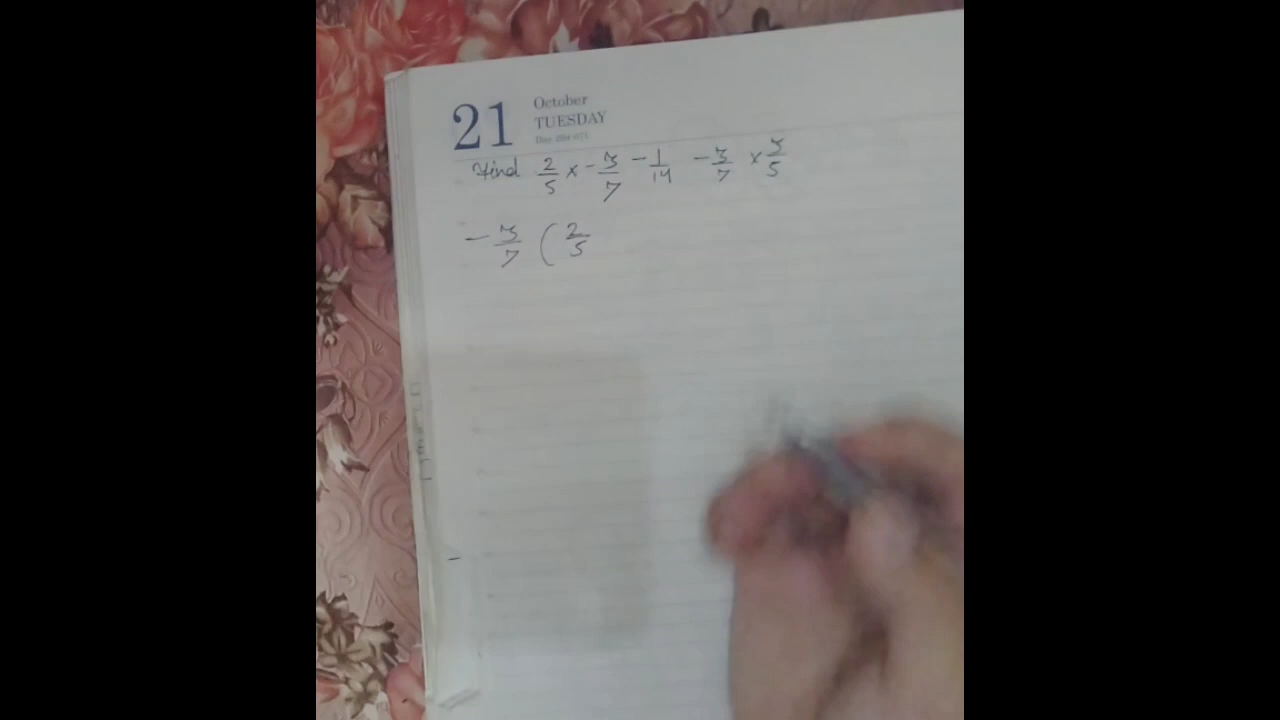 21 October
TUESDAY
Find 2/5 x -3/7 - 1/14 - 3/7 x 3/5
- 3/7 ( 2/5